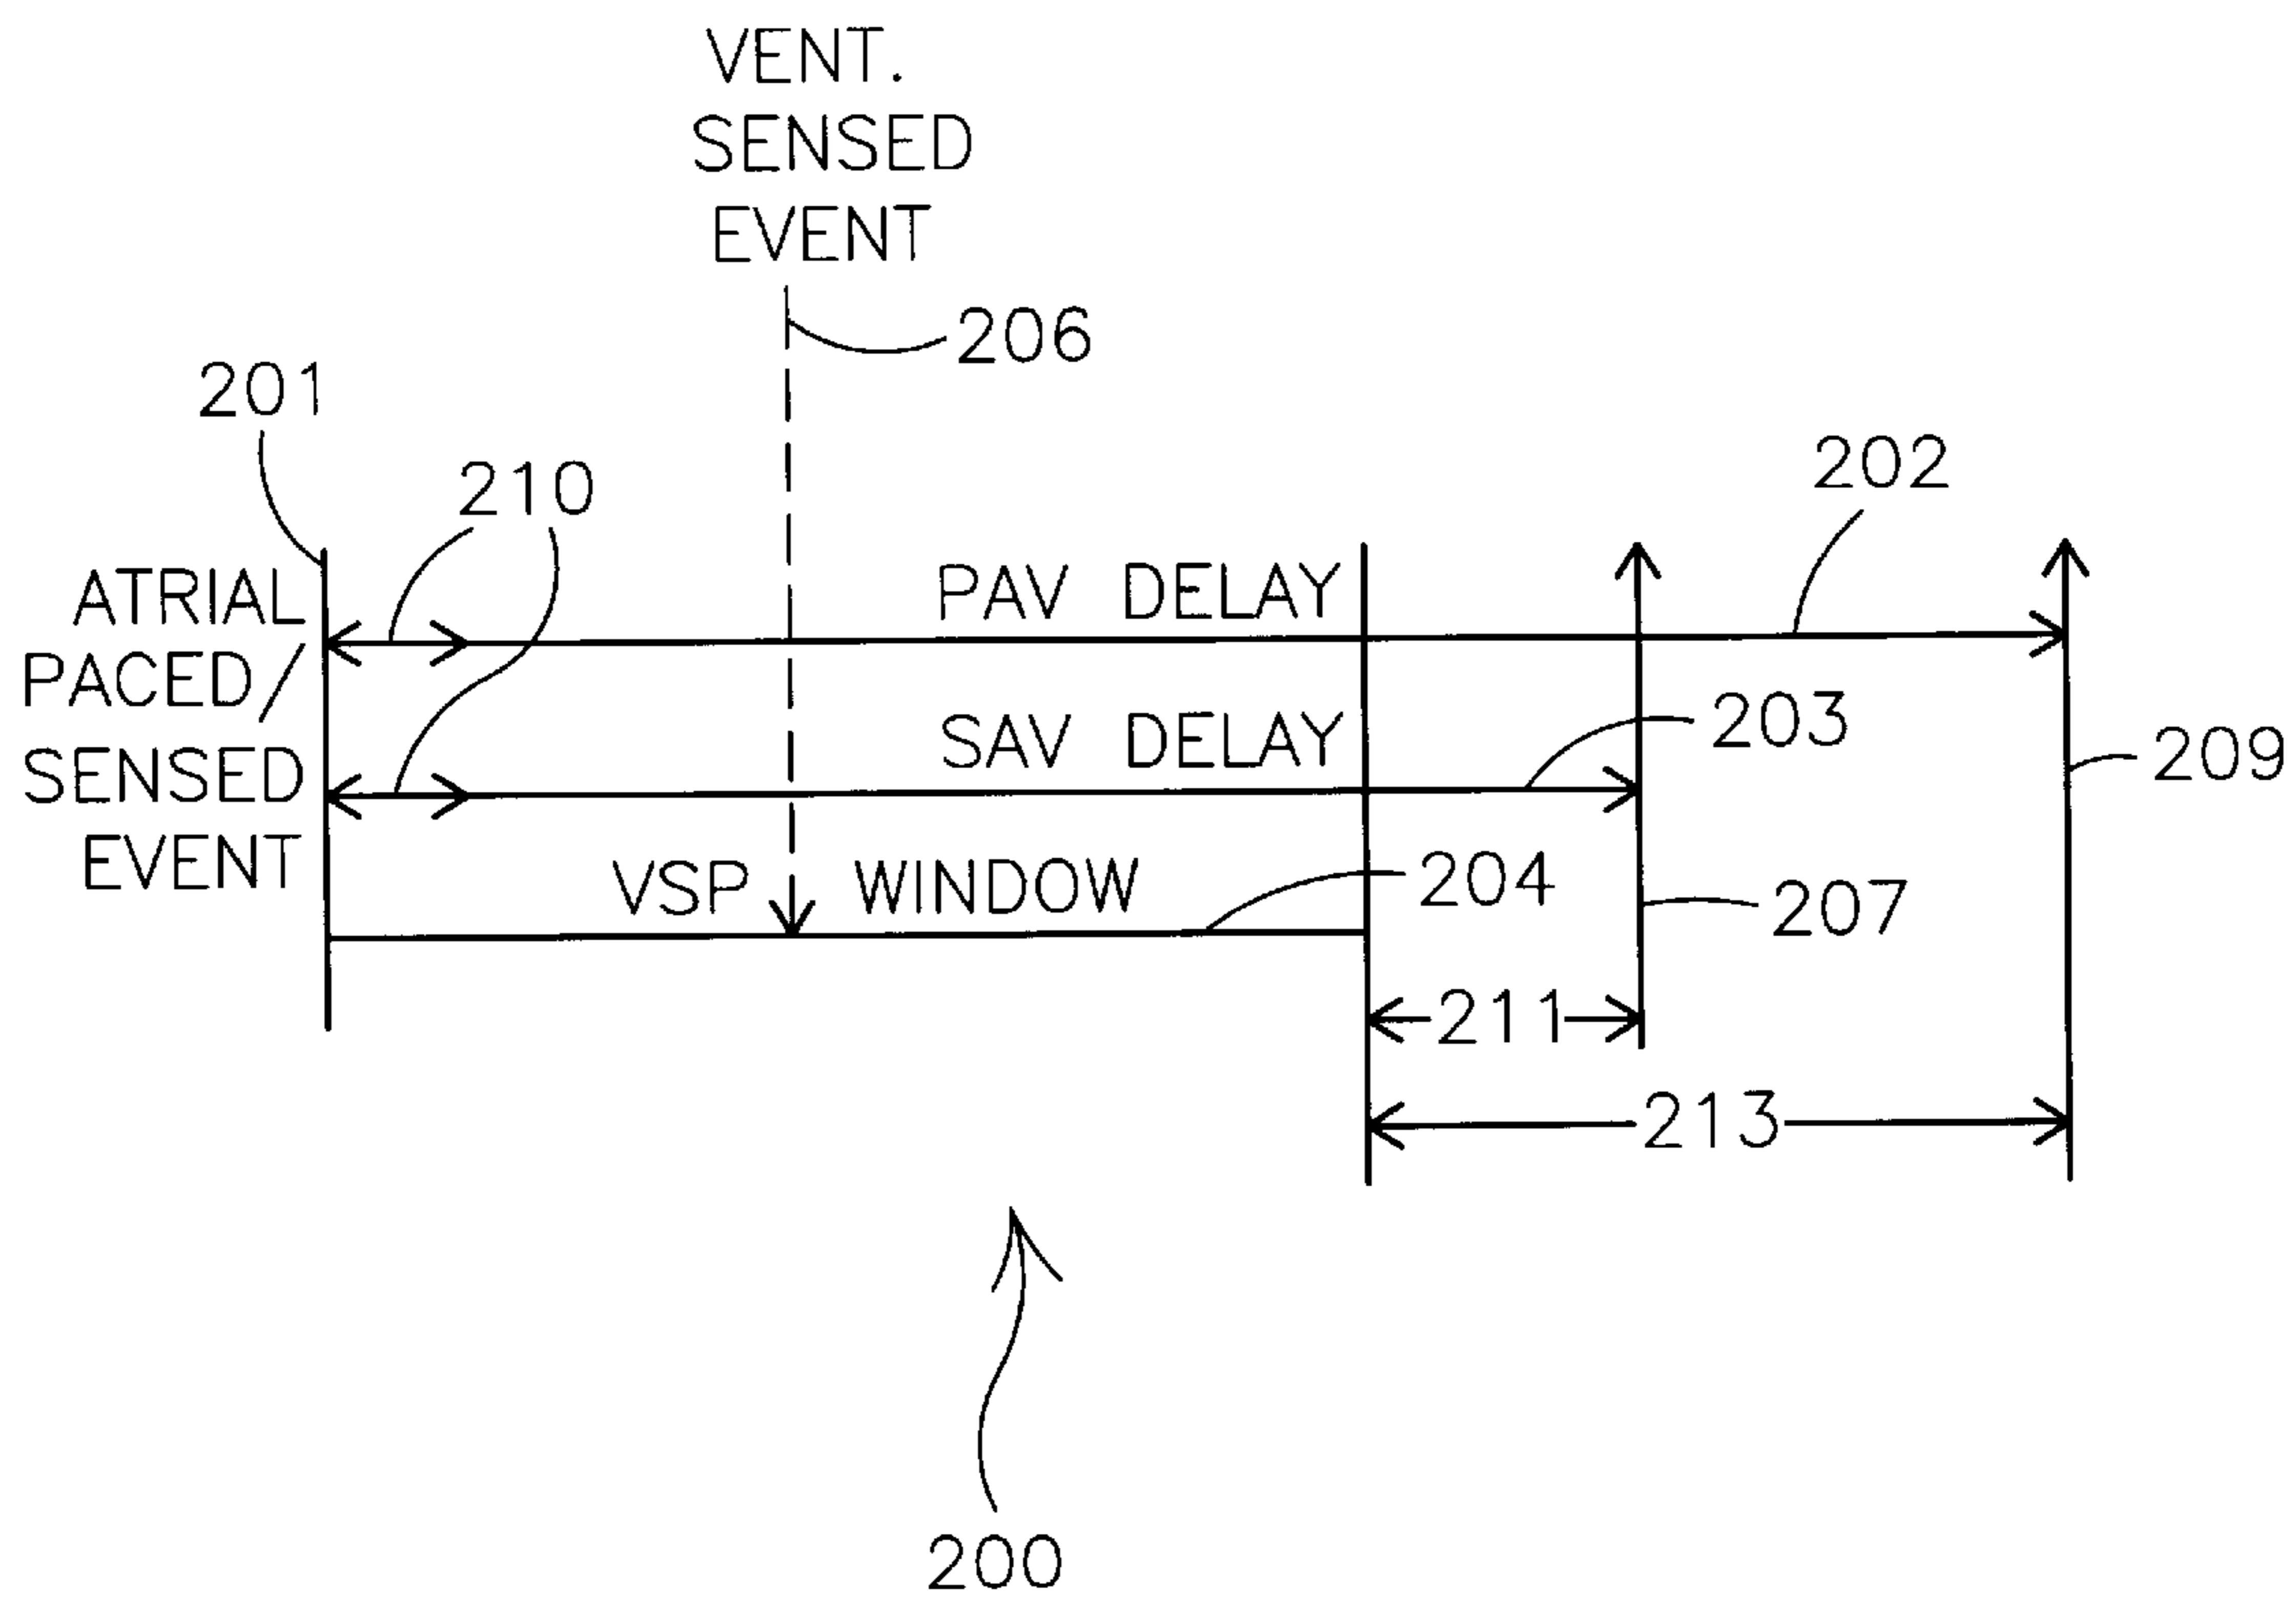 VENT.
SENSED
EVENT
206
201
210
202
ATRIAL
PACED/
SENSED
EVENT
PAV DELAY
SAV DELAY
203
209
VSP WINDOW
204
207
211
213
200